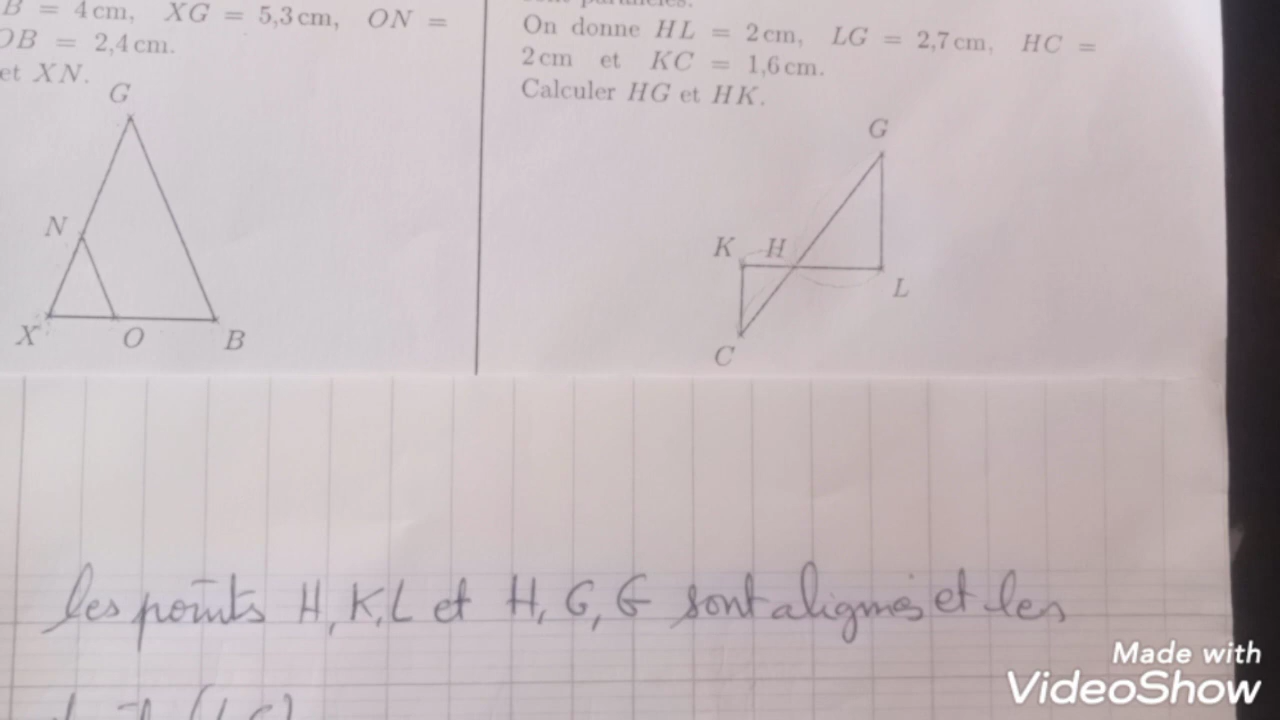 B = 4 cm, XG = 5,3 cm, ON =
OB = 2,4 cm.
et XN.
G
N
X
O
B
On donne HL = 2 cm, LG = 2,7 cm, HC =
2 cm et KC = 1,6 cm.
Calculer HG et HK.
G
K
H
L
C
les points H, K, L et H, G, G sont alignés et les
Made with
VideoShow